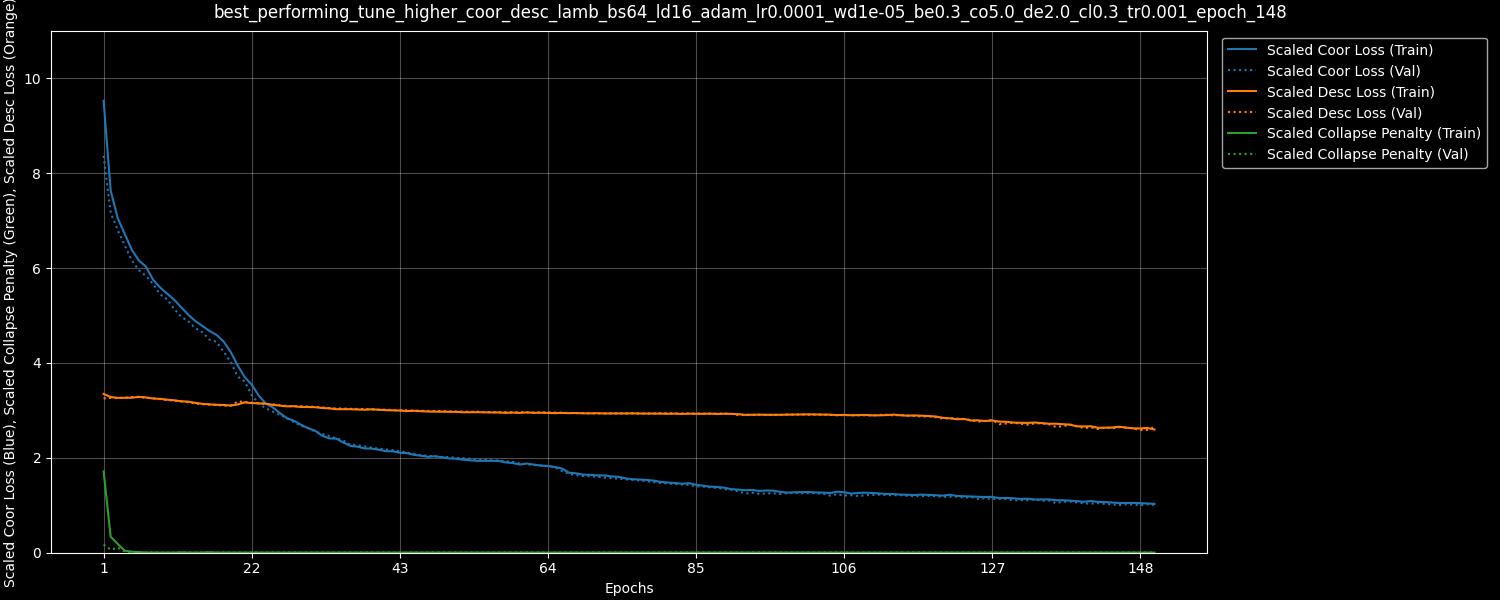 best_performing_tune_higher_coor_desc_lamb_bs64_ld16_adam_lr0.0001_wd1e-05_be0.3_co5.0_de2.0_cl0.3_tr0.001_epoch_148
Scaled Coor Loss (Blue), Scaled Collapse Penalty (Green), Scaled Desc Loss (Orange)
10
8
6
4
2
0
1 22 43 64 85 106 127 148
Epochs
Scaled Coor Loss (Train)
Scaled Coor Loss (Val)
Scaled Desc Loss (Train)
Scaled Desc Loss (Val)
Scaled Collapse Penalty (Train)
Scaled Collapse Penalty (Val)